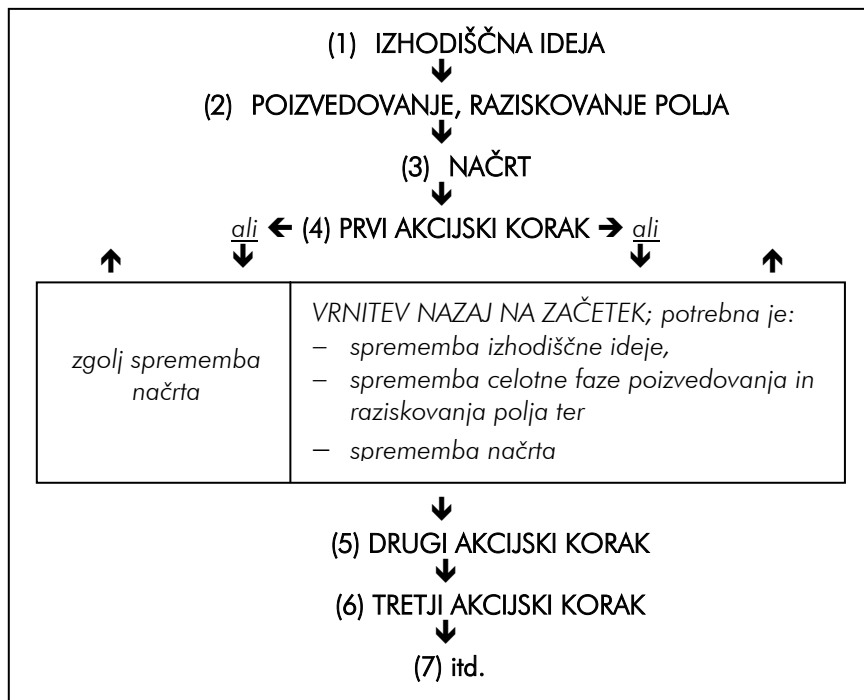 (1) IZHODIŠČNA IDEJA
(2) POIZVEDOVANJE, RAZISKOVANJE POLJA
(3) NAČRT
ali (4) PRVI AKCIJSKI KORAK ali
zgolj sprememba
načrta
VRNITEV NAZAJ NA ZAČETEK; potrebna je:
– sprememba izhodiščne ideje,
– sprememba celotne faze poizvedovanja in
raziskovanja polja ter
– sprememba načrta
(5) DRUGI AKCIJSKI KORAK
(6) TRETJI AKCIJSKI KORAK
(7) itd.